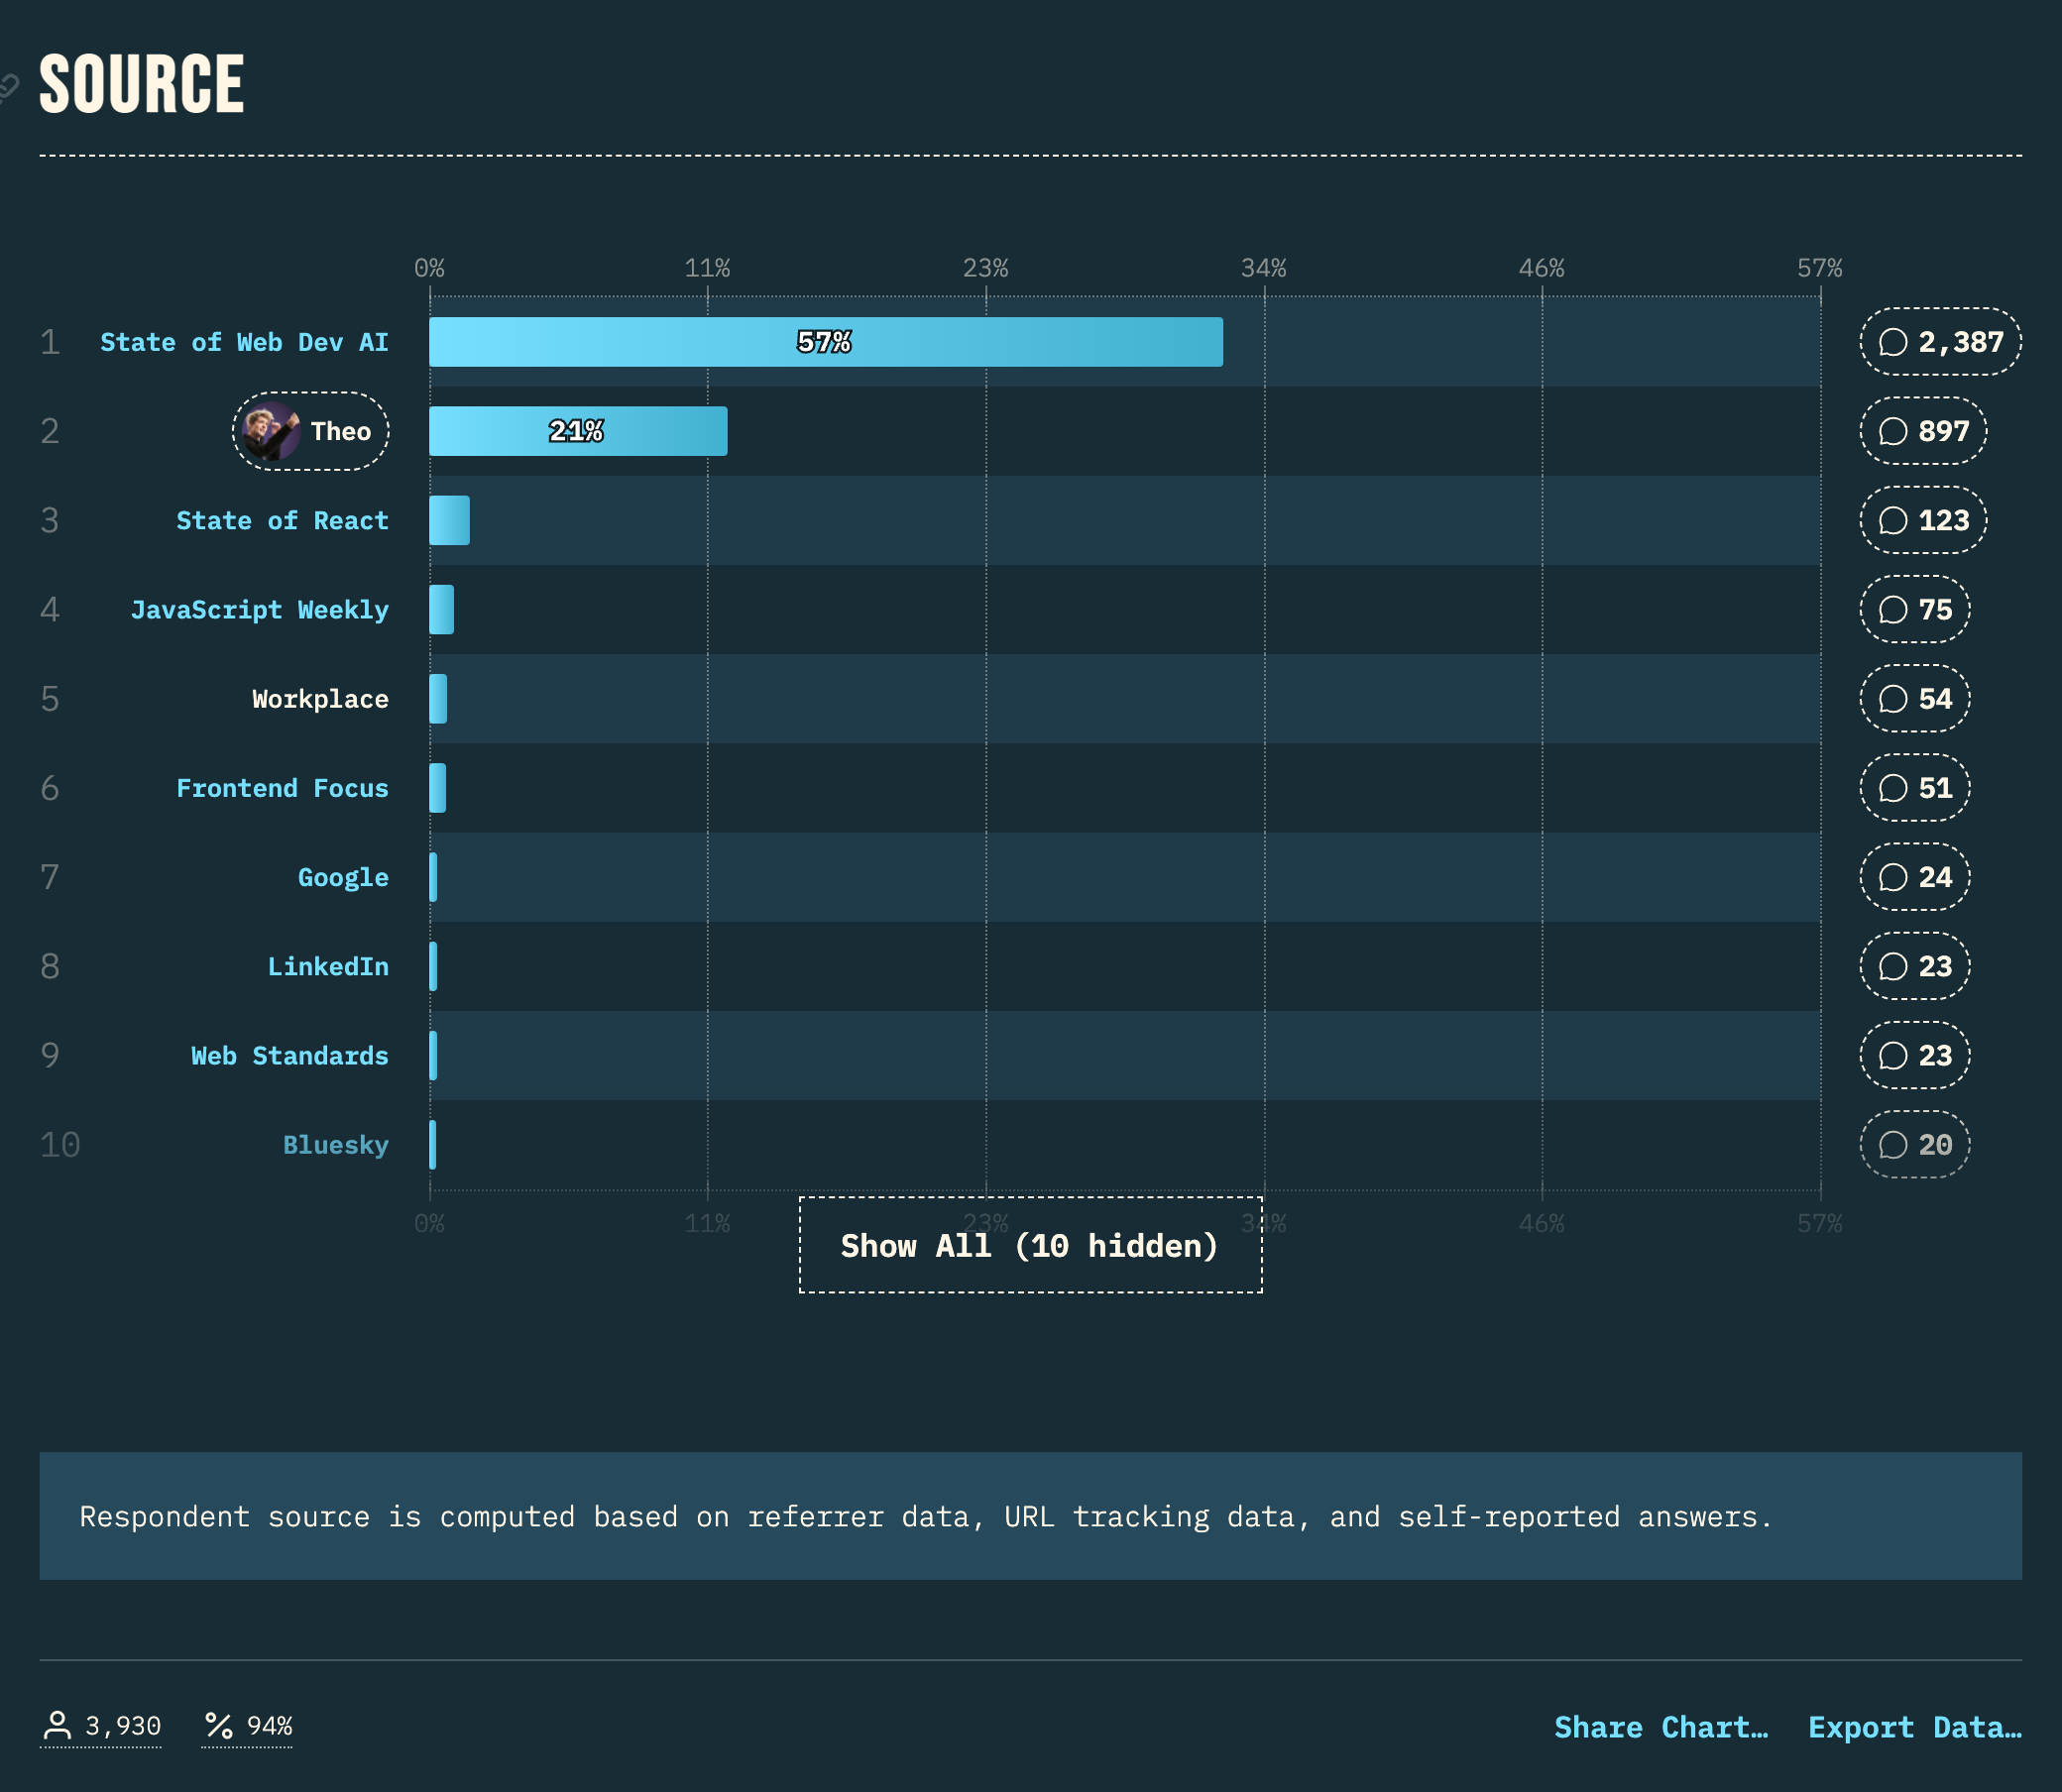 SOURCE
0% 11% 23% 34% 46% 57%
1 State of Web Dev AI 57% 2,387
2 Theo 21% 897
3 State of React 123
4 JavaScript Weekly 75
5 Workplace 54
6 Frontend Focus 51
7 Google 24
8 LinkedIn 23
9 Web Standards 23
10 Bluesky 20
0% 11% 23% 34% 46% 57%
Show All (10 hidden)
Respondent source is computed based on referrer data, URL tracking data, and self-reported answers.
3,930 94% Share Chart… Export Data…